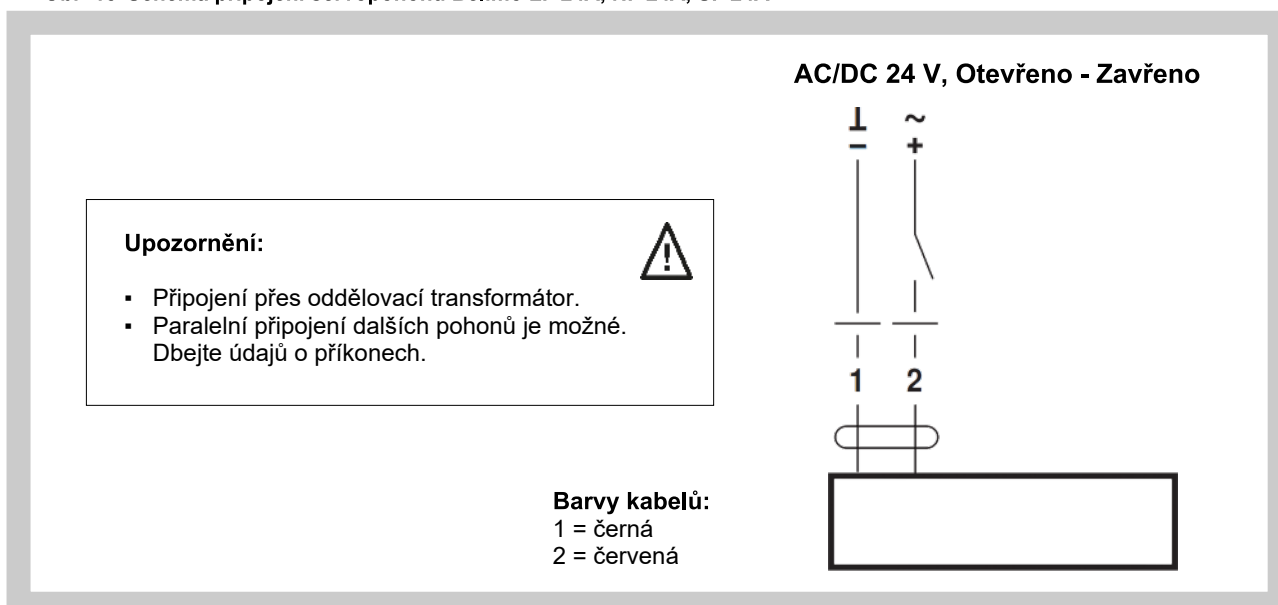 AC/DC 24 V, Otevřeno - Zavřeno
⊥ ~
− +
Upozornění:
▪ Připojení přes oddělovací transformátor.
▪ Paralelní připojení dalších pohonů je možné.
Dbejte údajů o příkonech.
1 2
Barvy kabelů:
1 = černá
2 = červená